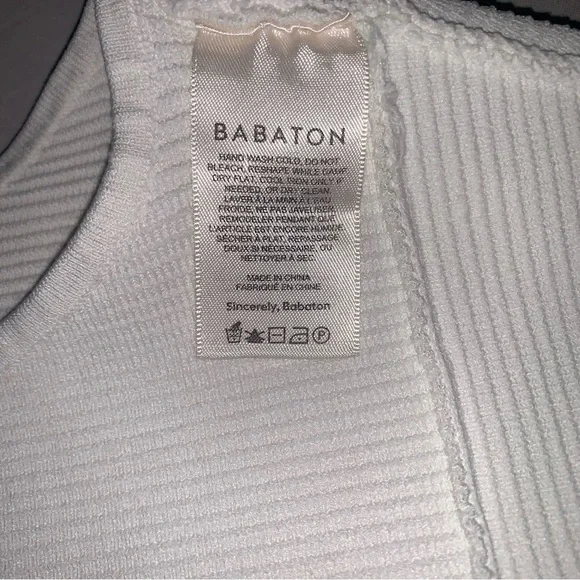 BABATON
HAND WASH COLD, DO NOT
BLEACH, RESHAPE WHILE DAMP,
DRY FLAT, COOL IRON ONLY IF
NEEDED, OR DRY CLEAN.
LAVER À LA MAIN À L'EAU
FROIDE, NE PAS JAVELISER,
REMODELER PENDANT QUE
L'ARTICLE EST ENCORE HUMIDE,
SÉCHER À PLAT, REPASSAGE
DOUX SI NÉCESSAIRE, OU
NETTOYER À SEC.
MADE IN CHINA
FABRIQUÉ EN CHINE
Sincerely, Babaton
P